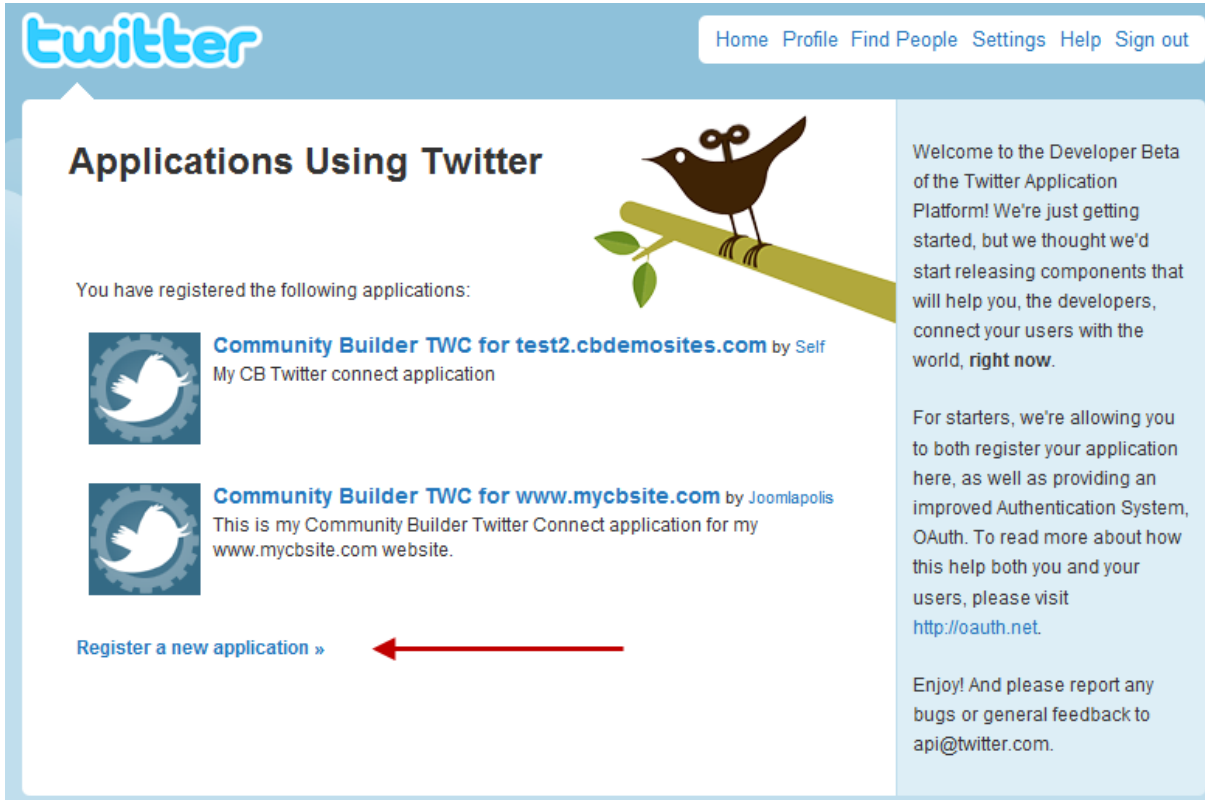 twitter
Home Profile Find People Settings Help Sign out
Applications Using Twitter
You have registered the following applications:
Community Builder TWC for test2.cbdemosites.com by Self
My CB Twitter connect application
Community Builder TWC for www.mycbsite.com by Joomlapolis
This is my Community Builder Twitter Connect application for my
www.mycbsite.com website.
Register a new application »
Welcome to the Developer Beta
of the Twitter Application
Platform! We're just getting
started, but we thought we'd
start releasing components that
will help you, the developers,
connect your users with the
world, right now.
For starters, we're allowing you
to both register your application
here, as well as providing an
improved Authentication System,
OAuth. To read more about how
this help both you and your
users, please visit
http://oauth.net.
Enjoy! And please report any
bugs or general feedback to
api@twitter.com.